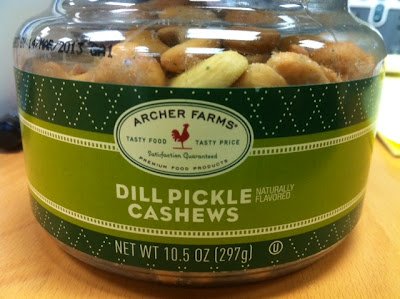 2013
ARCHER FARMS®
TASTY FOOD TASTY PRICE
Satisfaction Guaranteed
PREMIUM FOOD PRODUCTS
DILL PICKLE NATURALLY
CASHEWS FLAVORED
NET WT 10.5 OZ (297g) U